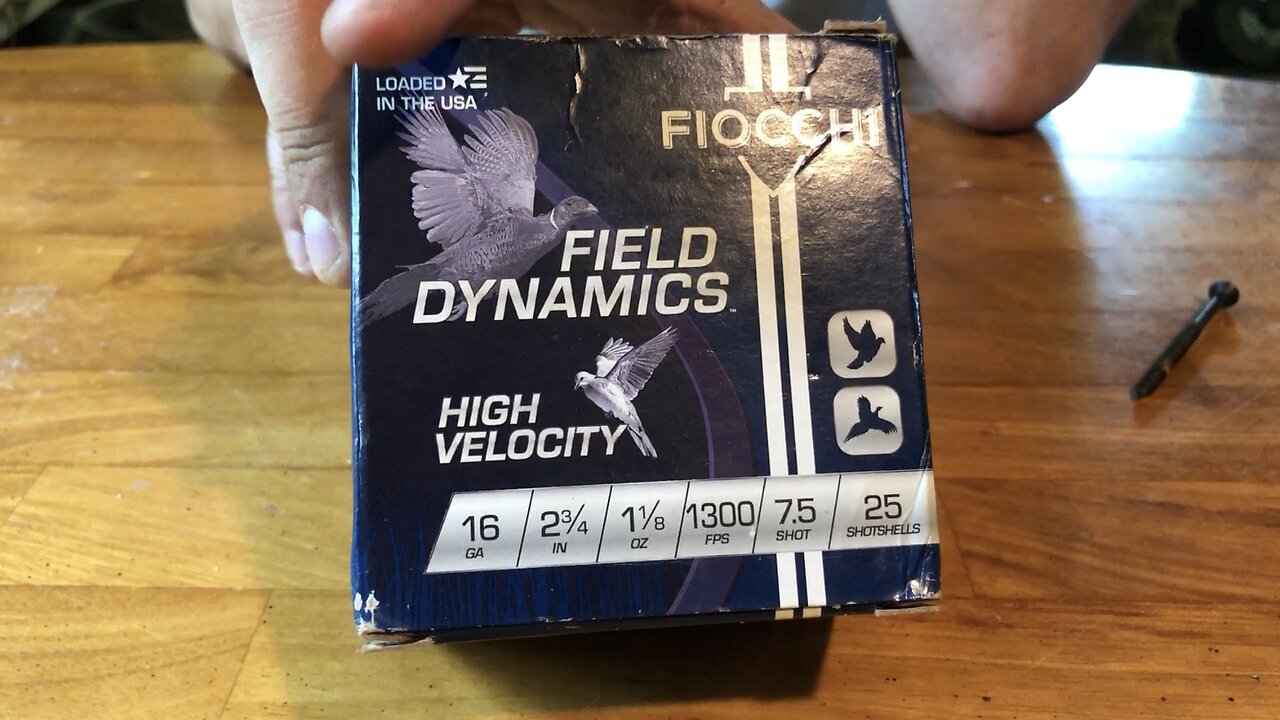 LOADED
IN THE USA
FIOCCHI
FIELD
DYNAMICS™
HIGH
VELOCITY
16 2¾ 1⅛ 1300 7.5 25
GA IN OZ FPS SHOT SHOTSHELLS